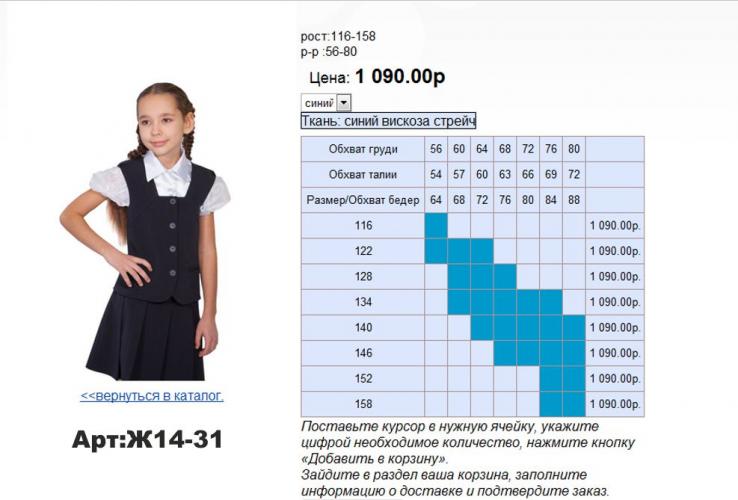 рост:116-158
р-р :56-80
Цена: 1 090.00р
синий
Ткань: синий вискоза стрейч
Обхват груди 56 60 64 68 72 76 80
Обхват талии 54 57 60 63 66 69 72
Размер/Обхват бедер 64 68 72 76 80 84 88
116 1 090.00р.
122 1 090.00р.
128 1 090.00р.
134 1 090.00р.
140 1 090.00р.
146 1 090.00р.
152 1 090.00р.
158 1 090.00р.
<<вернуться в каталог.
Арт:Ж14-31
Поставьте курсор в нужную ячейку, укажите
цифрой необходимое количество, нажмите кнопку
«Добавить в корзину».
Зайдите в раздел ваша корзина, заполните
информацию о доставке и подтвердите заказ.